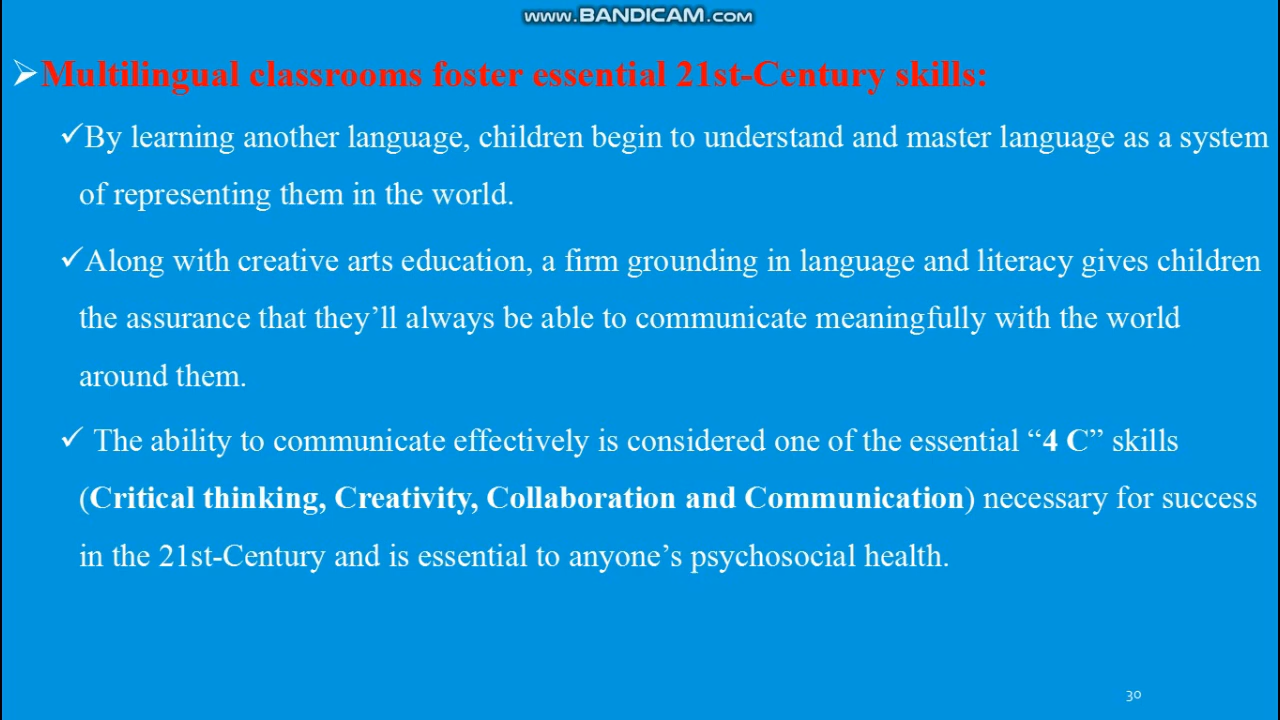 www.BANDICAM.com
➢Multilingual classrooms foster essential 21st-Century skills:
✓By learning another language, children begin to understand and master language as a system
of representing them in the world.
✓Along with creative arts education, a firm grounding in language and literacy gives children
the assurance that they’ll always be able to communicate meaningfully with the world
around them.
✓ The ability to communicate effectively is considered one of the essential “4 C” skills
(Critical thinking, Creativity, Collaboration and Communication) necessary for success
in the 21st-Century and is essential to anyone’s psychosocial health.
30